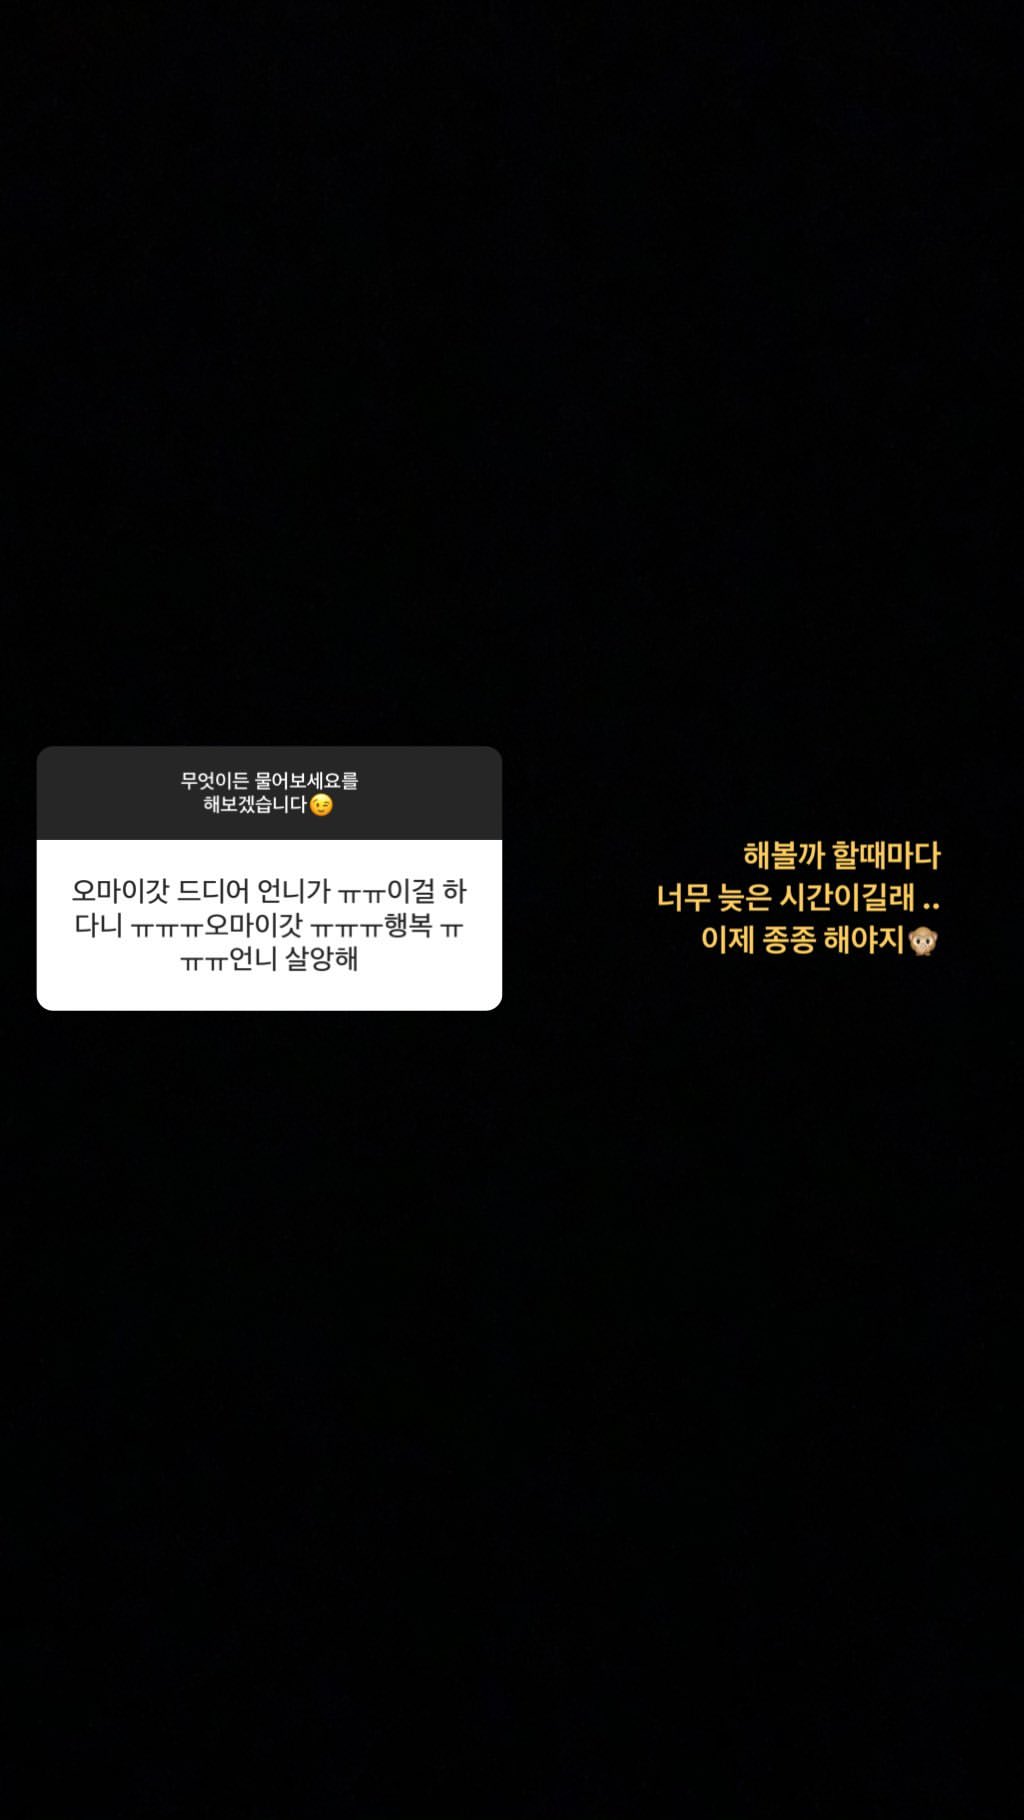 무엇이든 물어보세요를
해보겠습니다😉
오마이갓 드디어 언니가 ㅠㅠ이걸 하
다니 ㅠㅠㅠ오마이갓 ㅠㅠㅠ행복 ㅠ
ㅠㅠ언니 살앙해
해볼까 할때마다
너무 늦은 시간이길래 ..
이제 종종 해야지🙊